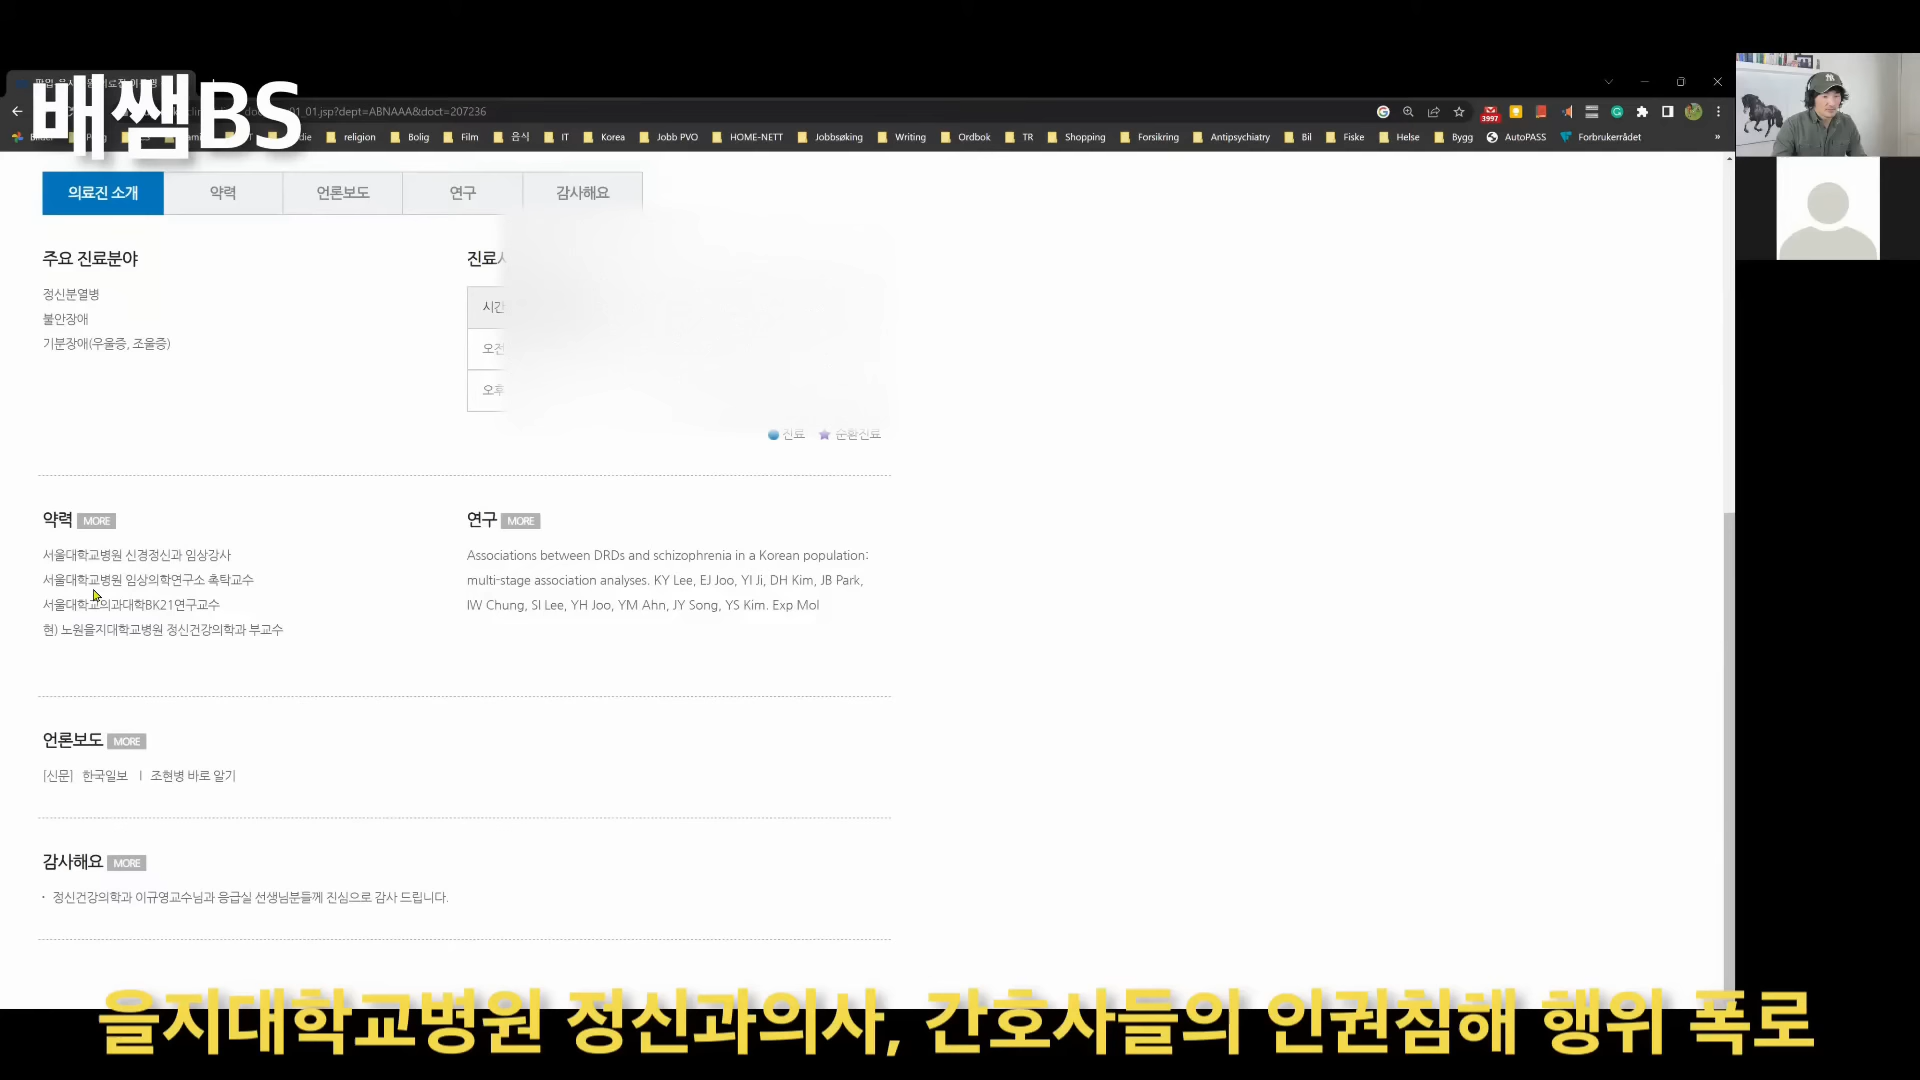 배쌤BS
01_01.jsp?dept=ABNAAA&doct=207236
3997
religion Bolig Film 음식 IT Korea Jobb PVO HOME-NETT Jobbsøking Writing Ordbok TR Shopping Forsikring Antipsychiatry Bil Fiske Helse Bygg AutoPASS Forbrukerrådet »
의료진 소개 약력 언론보도 연구 감사해요
주요 진료분야
정신분열병
불안장애
기분장애(우울증, 조울증)
시간
오전
오후
진료 순환진료
약력 MORE
서울대학교병원 신경정신과 임상강사
서울대학교병원 임상의학연구소 촉탁교수
서울대학교의과대학BK21연구교수
현) 노원을지대학교병원 정신건강의학과 부교수
연구 MORE
Associations between DRDs and schizophrenia in a Korean population:
multi-stage association analyses. KY Lee, EJ Joo, YI Ji, DH Kim, JB Park,
IW Chung, SI Lee, YH Joo, YM Ahn, JY Song, YS Kim. Exp Mol
언론보도 MORE
[신문] 한국일보 ㅣ 조현병 바로 알기
감사해요 MORE
· 정신건강의학과 이규영교수님과 응급실 선생님분들께 진심으로 감사 드립니다.
을지대학교병원 정신과의사, 간호사들의 인권침해 행위 폭로